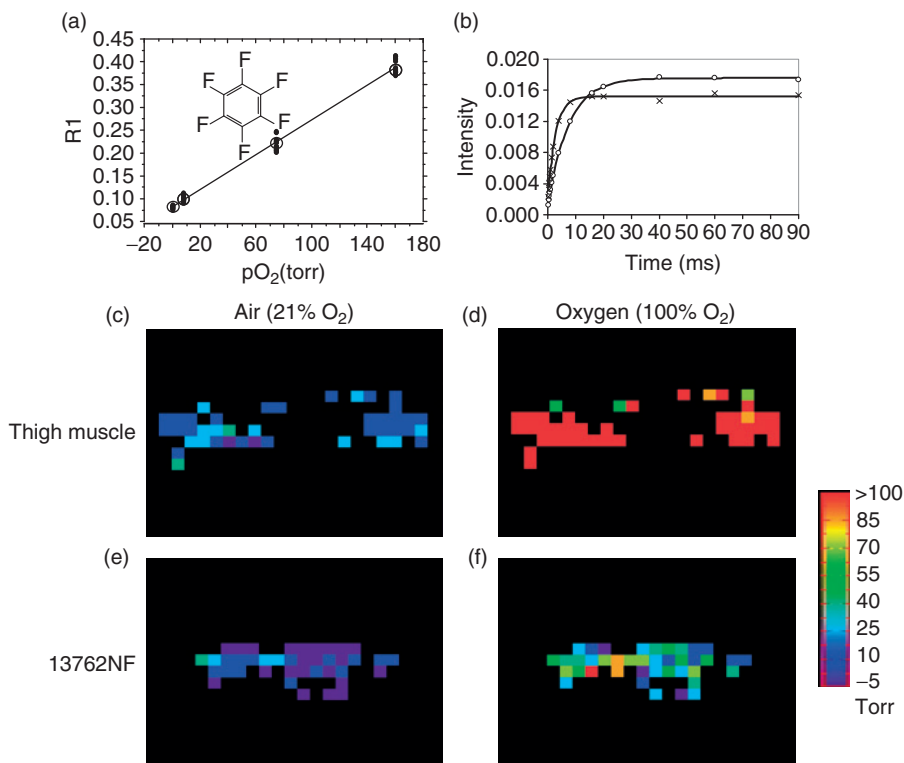 (a)
0.45
0.40
0.35
0.30
0.25
0.20
0.15
0.10
0.05
R1
F
F
F
F
F
F
−20
20
60
100
140
180
pO2(torr)
(b)
0.020
0.016
0.012
0.008
0.004
0.000
Intensity
0 10 20 30 40 50 60 70 80 90
Time (ms)
(c)
Air (21% O2)
(d)
Oxygen (100% O2)
Thigh muscle
(e)
(f)
13762NF
>100
85
70
55
40
25
10
−5
Torr